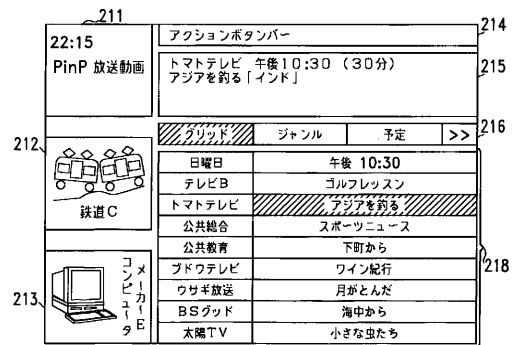 211
22:15
PinP 放送動画
アクションボタンバー
214
トマトテレビ 午後10:30 (30分)
アジアを釣る「インド」
215
グリッド ジャンル 予定 >>
216
212
鉄道C
日曜日 午後 10:30
テレビB ゴルフレッスン
トマトテレビ アジアを釣る
公共総合 スポーツニュース
公共教育 下町から
ブドウテレビ ワイン紀行
ウサギ放送 月がとんだ
BSグッド 海中から
太陽TV 小さな虫たち
218
213
メーカーE
コンピュータ